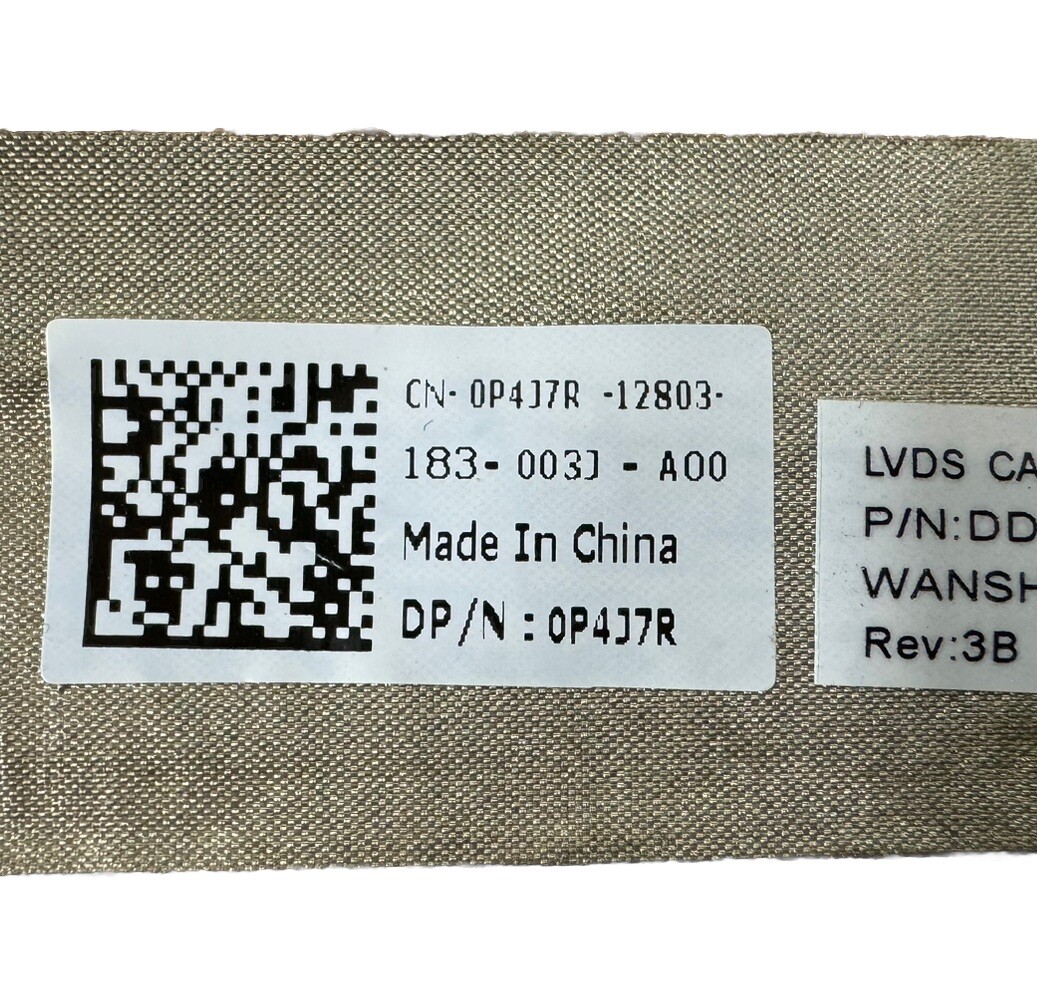 CN- 0P4J7R -12803-
183- 003J - A00
Made In China
DP/N : 0P4J7R
LVDS CA
P/N:DD
WANSH
Rev:3B